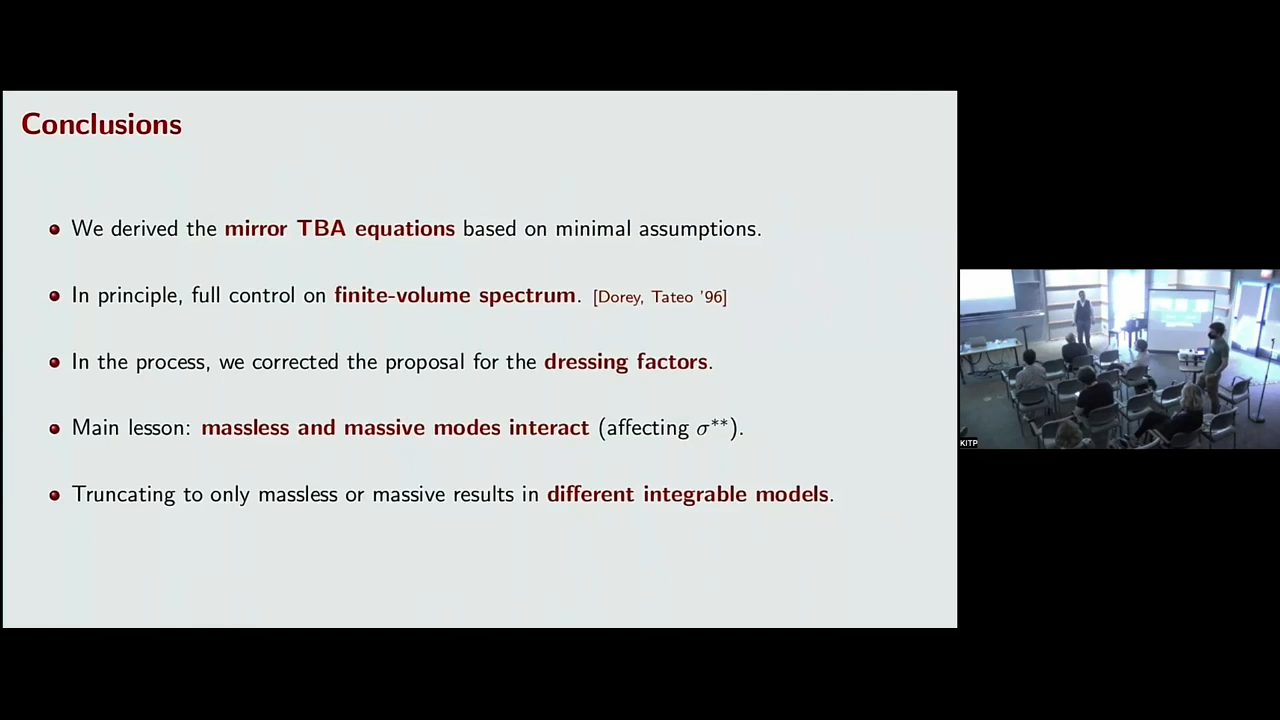 Conclusions
• We derived the mirror TBA equations based on minimal assumptions.
• In principle, full control on finite-volume spectrum. [Dorey, Tateo '96]
• In the process, we corrected the proposal for the dressing factors.
• Main lesson: massless and massive modes interact (affecting σ**).
• Truncating to only massless or massive results in different integrable models.
KITP